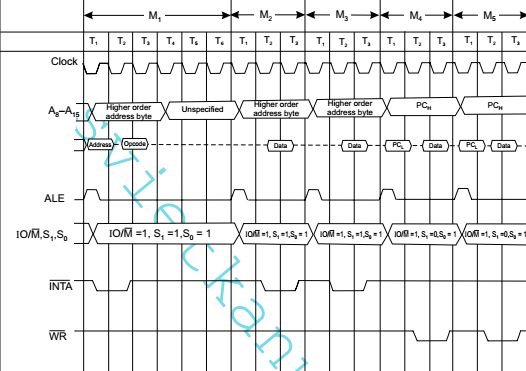 M₁ M₂ M₃ M₄ M₅
T₁ T₂ T₃ T₄ T₅ T₆ T₁ T₂ T₃ T₁ T₂ T₃ T₁ T₂ T₃ T₁ T₂ T₃
Clock
A₈–A₁₅ Higher order address byte Unspecified Higher order address byte Higher order address byte PCH PCH
Address Opcode Data Data PCL Data PCL Data
ALE
IO/M̅,S₁,S₀ IO/M̅ =1, S₁ =1,S₀ = 1 IO/M̅ =1, S₁ =1,S₀ = 1 IO/M̅ =1, S₁ =1,S₀ = 1 IO/M̅ =1, S₁ =0,S₀ = 1 IO/M̅ =1, S₁ =0,S₀ = 1
I̅N̅T̅A̅
W̅R̅